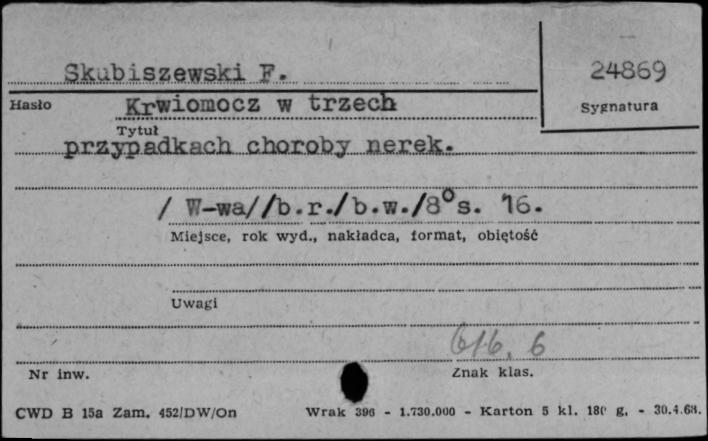 Skubiszewski F.
24869
Hasło
Krwiomocz w trzech
Sygnatura
Tytuł
przypadkach choroby nerek.
/ W-wa//b.r./b.w./8°s. 16.
Miejsce, rok wyd., nakładca, format, objętość
Uwagi
616.6
Nr inw.
Znak klas.
CWD B 15a Zam. 452/DW/On
Wrak 396 - 1.730.000 - Karton 5 kl. 180 g. - 30.4.68.